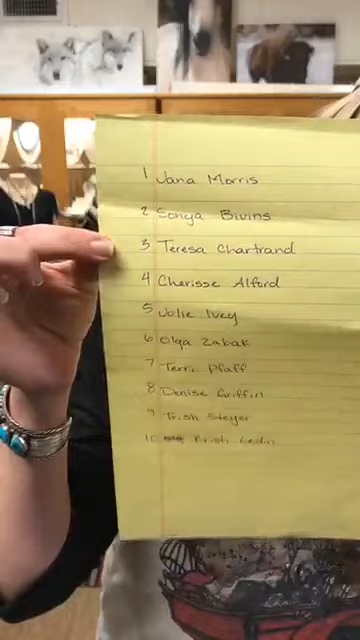 1 Jana Morris
2 Sonya Bivins
3 Teresa Chartrand
4 Cherisse Alford
5 Jolie Ivey
6 Olga Zabak
7 Terri Pfaff
8 Denise Griffin
9 Trish Steger
10